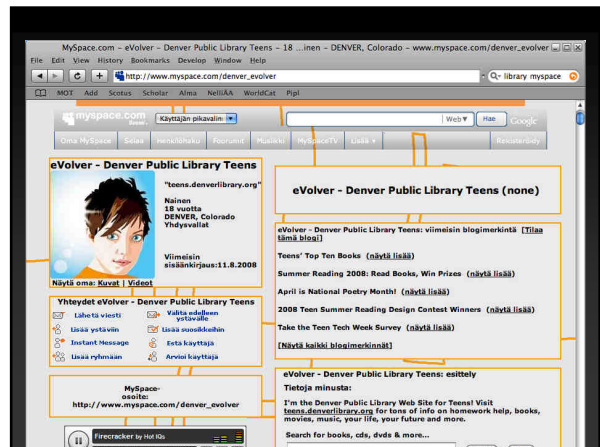 MySpace.com – eVolver – Denver Public Library Teens – 18 ...inen – DENVER, Colorado – www.myspace.com/denver_evolver
File Edit View History Bookmarks Develop Window Help
http://www.myspace.com/denver_evolver
library myspace
MOT Add Scotus Scholar Alma NelliÄÄ WorldCat Pipl
myspace.com
Käyttäjän pikavalin
Web
Hae
Google
Oma MySpace Selaa Henkilöhaku Foorumit Musiikki MySpaceTV Lisää Rekisteröidy
eVolver - Denver Public Library Teens
"teens.denverlibrary.org"
Nainen
18 vuotta
DENVER, Colorado
Yhdysvallat
Viimeisin
sisäänkirjaus:11.8.2008
Näytä oma: Kuvat | Videot
Yhteydet eVolver - Denver Public Library Teens
Lähetä viesti
Välitä edelleen
ystävälle
Lisää ystäviin
Lisää suosikkeihin
Instant Message
Estä käyttäjä
Lisää ryhmään
Arvioi käyttäjä
MySpace-
osoite:
http://www.myspace.com/denver_evolver
Firecracker by Hot IQs
eVolver - Denver Public Library Teens (none)
eVolver - Denver Public Library Teens: viimeisin blogimerkintä [Tilaa
tämä blogi]
Teens' Top Ten Books (näytä lisää)
Summer Reading 2008: Read Books, Win Prizes (näytä lisää)
April is National Poetry Month! (näytä lisää)
2008 Teen Summer Reading Design Contest Winners (näytä lisää)
Take the Teen Tech Week Survey (näytä lisää)
[Näytä kaikki blogimerkinnät]
eVolver - Denver Public Library Teens: esittely
Tietoja minusta:
I'm the Denver Public Library Web Site for Teens! Visit
teens.denverlibrary.org for tons of info on homework help, books,
movies, music, your life, your future and more.
Search for books, cds, dvds & more...